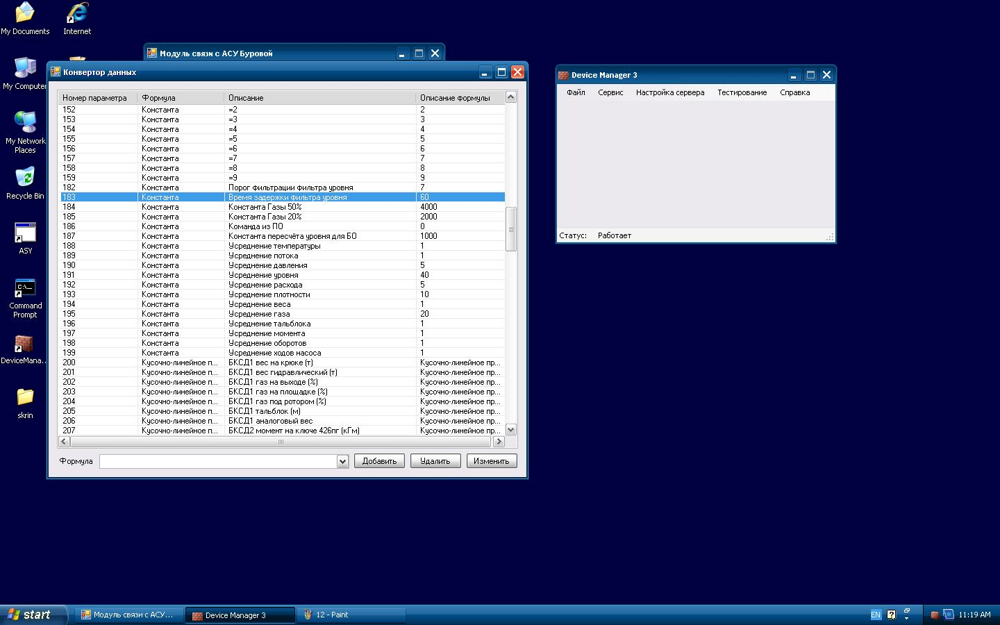 My Documents
Internet
My Computer
My Network
Places
Recycle Bin
ASY
Command
Prompt
DeviceMana...
skrin
Модуль связи с АСУ Буровой
Конвертор данных
Номер параметра Формула Описание Описание формулы
152 Константа =2 2
153 Константа =3 3
154 Константа =4 4
155 Константа =5 5
156 Константа =6 6
157 Константа =7 7
158 Константа =8 8
159 Константа =9 9
182 Константа Порог фильтрации фильтра уровня 7
183 Константа Время задержки фильтра уровня 60
184 Константа Константа Газы 50% 4000
185 Константа Константа Газы 20% 2000
186 Константа Команда из ПО 0
187 Константа Константа пересчёта уровня для БО 1000
188 Константа Усреднение температуры 1
189 Константа Усреднение потока 1
190 Константа Усреднение давления 5
191 Константа Усреднение уровня 40
192 Константа Усреднение расхода 5
193 Константа Усреднение плотности 10
194 Константа Усреднение веса 1
195 Константа Усреднение газа 20
196 Константа Усреднение тальблока 1
197 Константа Усреднение момента 1
198 Константа Усреднение оборотов 1
199 Константа Усреднение ходов насоса 1
200 Кусочно-линейное п... БКСД1 вес на крюке (т) Кусочно-линейное пр...
201 Кусочно-линейное п... БКСД1 вес гидравлический (т) Кусочно-линейное пр...
202 Кусочно-линейное п... БКСД1 газ на выходе (%) Кусочно-линейное пр...
203 Кусочно-линейное п... БКСД1 газ на площадке (%) Кусочно-линейное пр...
204 Кусочно-линейное п... БКСД1 газ под ротором (%) Кусочно-линейное пр...
205 Кусочно-линейное п... БКСД1 тальблок (м) Кусочно-линейное пр...
206 Кусочно-линейное п... БКСД1 аналоговый вес Кусочно-линейное пр...
207 Кусочно-линейное п... БКСД2 момент на ключе 426пг (кГм) Кусочно-линейное пр...
Формула Добавить Удалить Изменить
Device Manager 3
Файл Сервис Настройка сервера Тестирование Справка
Статус: Работает
start Модуль связи с АСУ... Device Manager 3 12 - Paint EN 11:19 AM